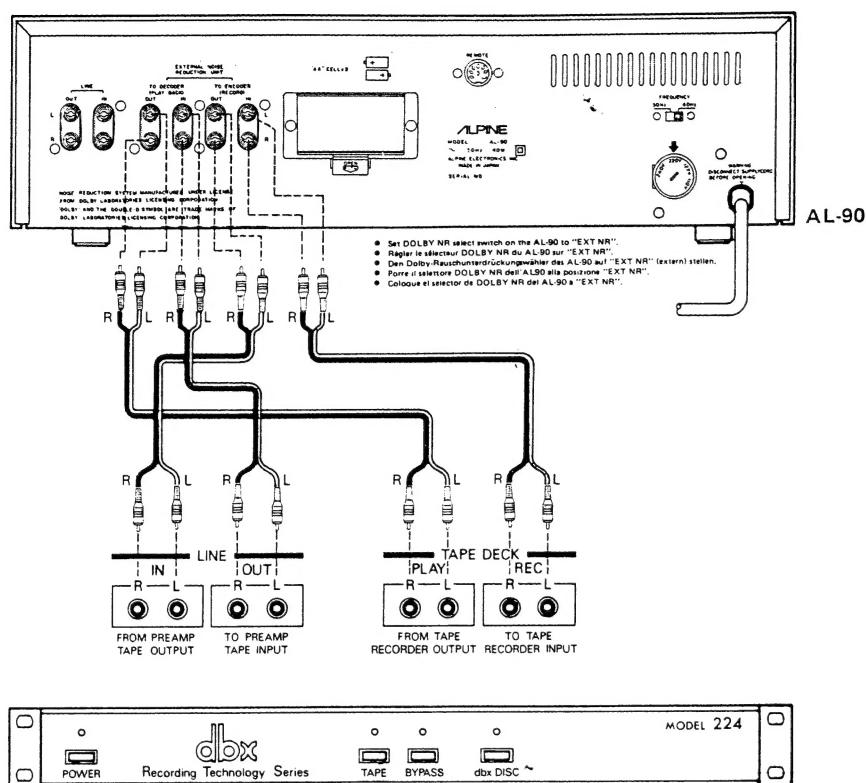 EXTERNAL NOISE
REDUCTION UNIT
"AA" CELL×2
REMOTE
LINE
TO DECODER
(PLAY BACK)
TO ENCODER
(RECORD)
OUT IN OUT IN OUT IN
L
R
L
R
FREQUENCY
50Hz 60Hz
OPEN
ALPINE
MODEL AL-90
ALPINE ELECTRONICS INC.
MADE IN JAPAN
SERIAL NO
WARNING
DISCONNECT SUPPLY CORD
BEFORE OPENING
NOISE REDUCTION SYSTEM MANUFACTURED UNDER LICENSE
FROM DOLBY LABORATORIES LICENSING CORPORATION
'DOLBY' AND THE DOUBLE-D SYMBOL ARE TRADE MARKS OF
DOLBY LABORATORIES LICENSING CORPORATION
AL-90
● Set DOLBY NR select switch on the AL-90 to "EXT NR".
● Régler le sélecteur DOLBY NR du AL-90 sur "EXT NR".
● Den Dolby-Rauschunterdrückungswähler des AL-90 auf "EXT NR" (extern) stellen.
● Porre il selettore DOLBY NR dell'AL90 alla posizione "EXT NR".
● Coloque el selector de DOLBY NR del AL-90 a "EXT NR".
R L R L R L R L
R L R L R L R L
LINE TAPE DECK
IN OUT PLAY REC
R L R L R L R L
FROM PREAMP
TAPE OUTPUT
TO PREAMP
TAPE INPUT
FROM TAPE
RECORDER OUTPUT
TO TAPE
RECORDER INPUT
MODEL 224
dbx
Recording Technology Series
POWER TAPE BYPASS dbx DISC